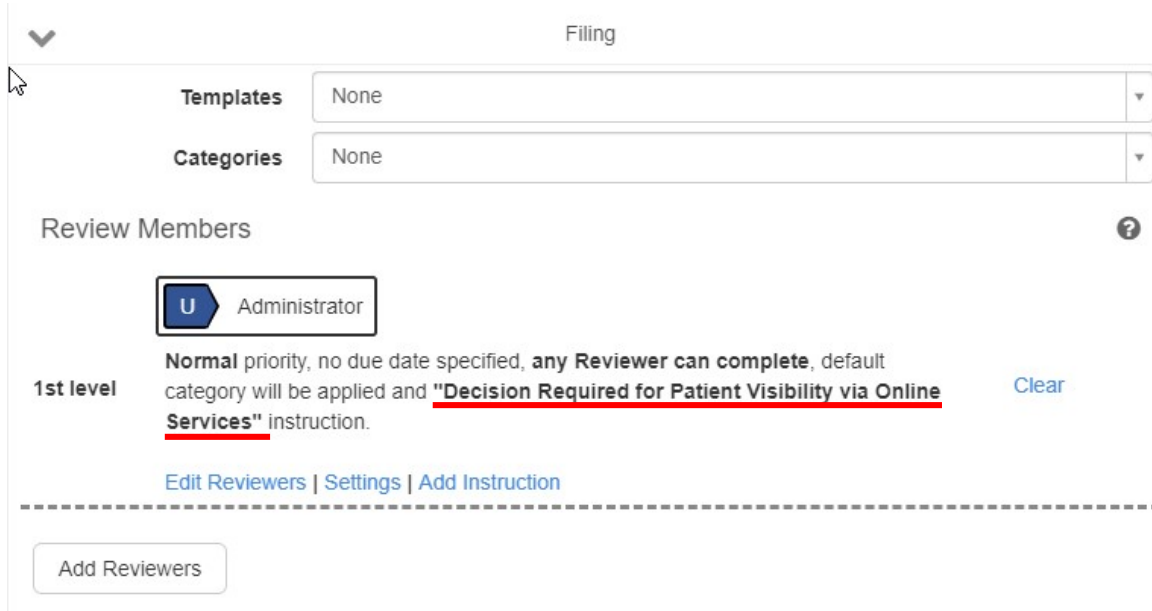 Filing
Templates None
Categories None
Review Members ?
U Administrator
Normal priority, no due date specified, any Reviewer can complete, default
1st level category will be applied and "Decision Required for Patient Visibility via Online Clear
Services" instruction.
Edit Reviewers | Settings | Add Instruction
Add Reviewers